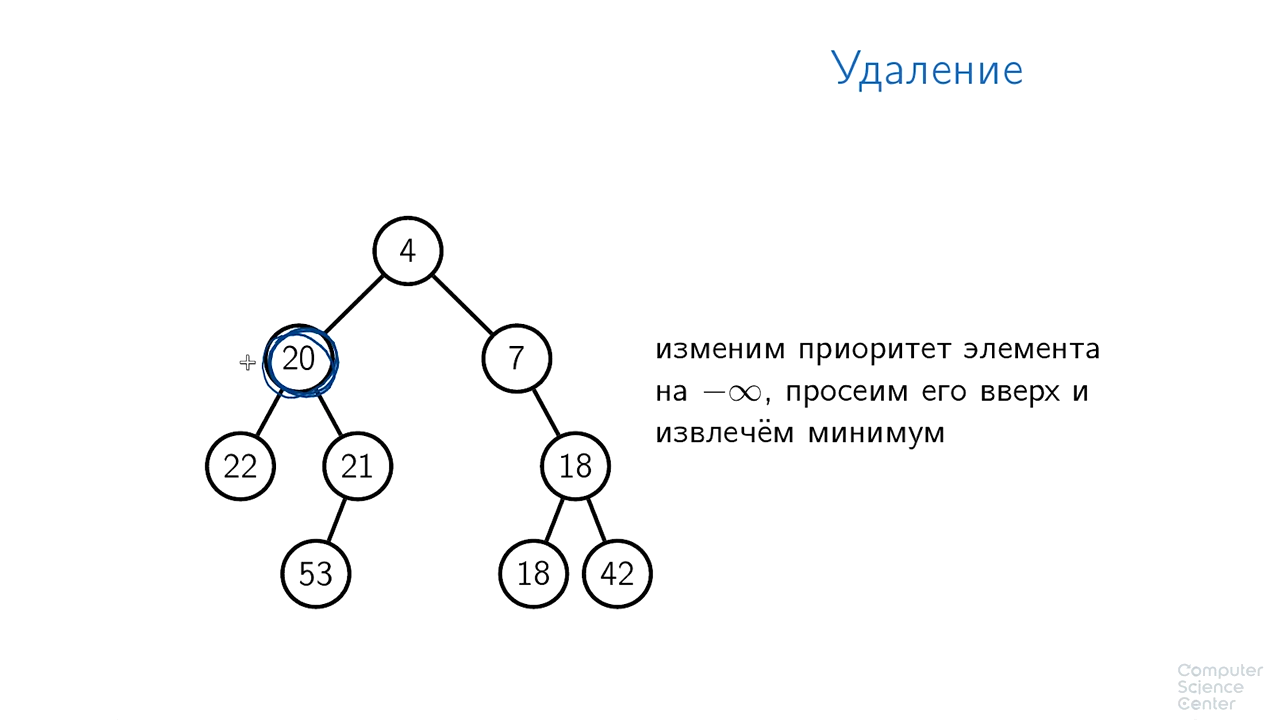 Удаление
4
20
7
изменим приоритет элемента
на −∞, просеим его вверх и
извлечём минимум
22
21
18
53
18
42
Computer
Science
Center